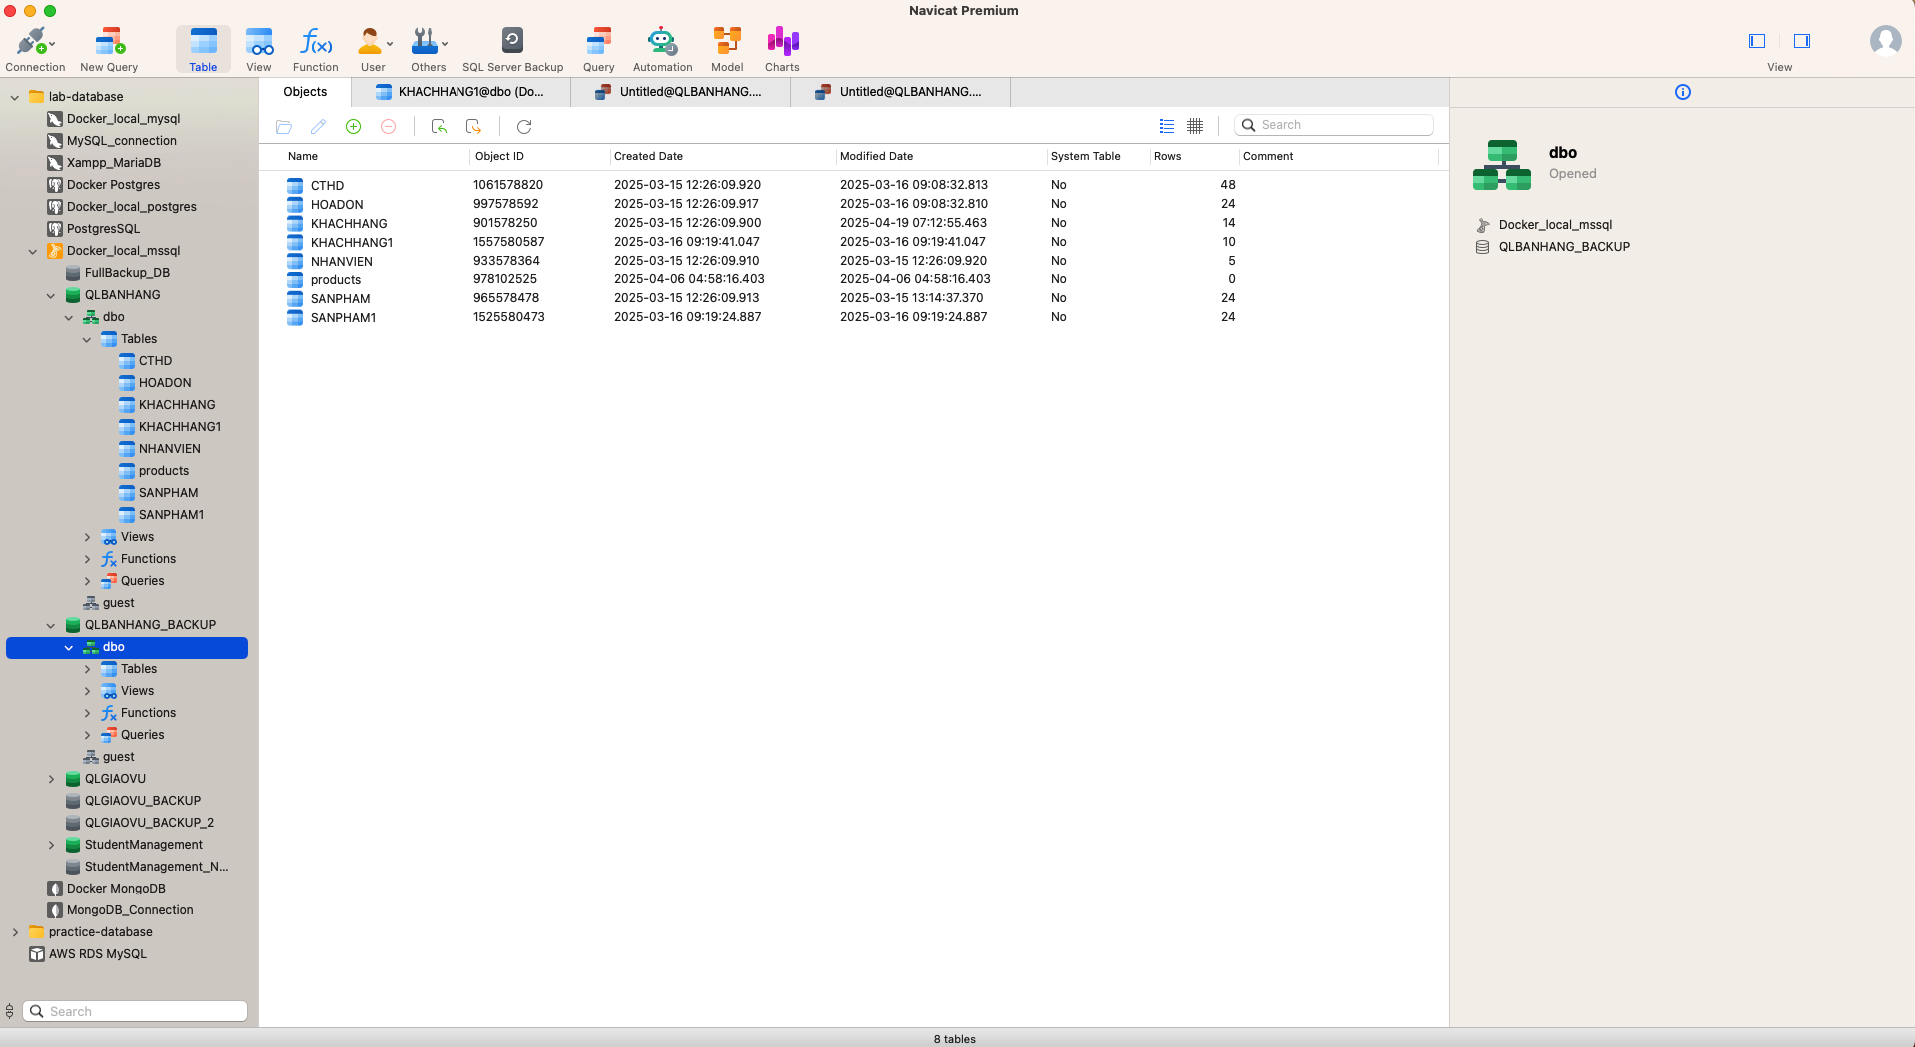 Navicat Premium
Connection
New Query
Table
View
Function
User
Others
SQL Server Backup
Query
Automation
Model
Charts
View
lab-database
Docker_local_mysql
MySQL_connection
Xampp_MariaDB
Docker Postgres
Docker_local_postgres
PostgresSQL
Docker_local_mssql
FullBackup_DB
QLBANHANG
dbo
Tables
CTHD
HOADON
KHACHHANG
KHACHHANG1
NHANVIEN
products
SANPHAM
SANPHAM1
Views
Functions
Queries
guest
QLBANHANG_BACKUP
dbo
Tables
Views
Functions
Queries
guest
QLGIAOVU
QLGIAOVU_BACKUP
QLGIAOVU_BACKUP_2
StudentManagement
StudentManagement_N...
Docker MongoDB
MongoDB_Connection
practice-database
AWS RDS MySQL
Search
Objects
KHACHHANG1@dbo (Do...
Untitled@QLBANHANG....
Untitled@QLBANHANG....
Search
Name Object ID Created Date Modified Date System Table Rows Comment
CTHD 1061578820 2025-03-15 12:26:09.920 2025-03-16 09:08:32.813 No 48
HOADON 997578592 2025-03-15 12:26:09.917 2025-03-16 09:08:32.810 No 24
KHACHHANG 901578250 2025-03-15 12:26:09.900 2025-04-19 07:12:55.463 No 14
KHACHHANG1 1557580587 2025-03-16 09:19:41.047 2025-03-16 09:19:41.047 No 10
NHANVIEN 933578364 2025-03-15 12:26:09.910 2025-03-15 12:26:09.920 No 5
products 978102525 2025-04-06 04:58:16.403 2025-04-06 04:58:16.403 No 0
SANPHAM 965578478 2025-03-15 12:26:09.913 2025-03-15 13:14:37.370 No 24
SANPHAM1 1525580473 2025-03-16 09:19:24.887 2025-03-16 09:19:24.887 No 24
dbo
Opened
Docker_local_mssql
QLBANHANG_BACKUP
8 tables